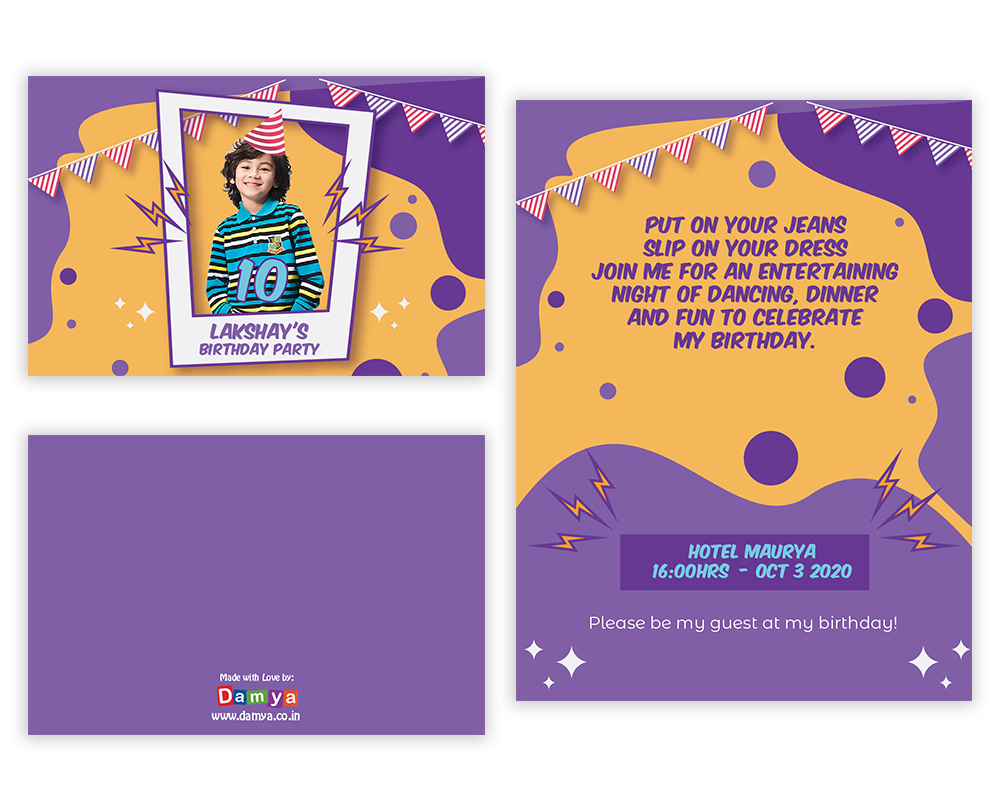 10
LAKSHAY'S
BIRTHDAY PARTY
Made with Love by:
Damya
www.damya.co.in
PUT ON YOUR JEANS
SLIP ON YOUR DRESS
JOIN ME FOR AN ENTERTAINING
NIGHT OF DANCING, DINNER
AND FUN TO CELEBRATE
MY BIRTHDAY.
HOTEL MAURYA
16:00HRS - OCT 3 2020
Please be my guest at my birthday!